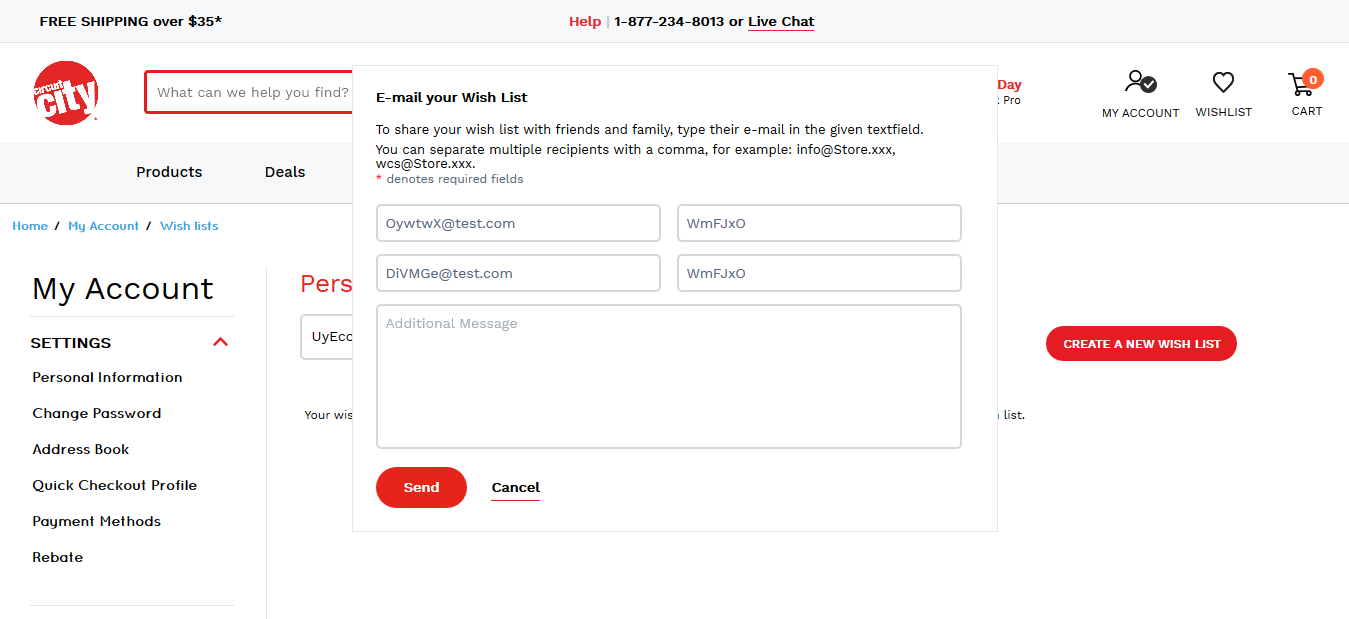 FREE SHIPPING over $35*
Help | 1-877-234-8013 or Live Chat
circuit city
What can we help you find?
Day
Pro
MY ACCOUNT
WISHLIST
0
CART
Products
Deals
Home / My Account / Wish lists
E-mail your Wish List
To share your wish list with friends and family, type their e-mail in the given textfield.
You can separate multiple recipients with a comma, for example: info@Store.xxx,
wcs@Store.xxx.
* denotes required fields
OywtwX@test.com
WmFJxO
DiVMGe@test.com
WmFJxO
Additional Message
Send
Cancel
My Account
SETTINGS
Personal Information
Change Password
Address Book
Quick Checkout Profile
Payment Methods
Rebate
Pers
UyEco
CREATE A NEW WISH LIST
Your wis
list.